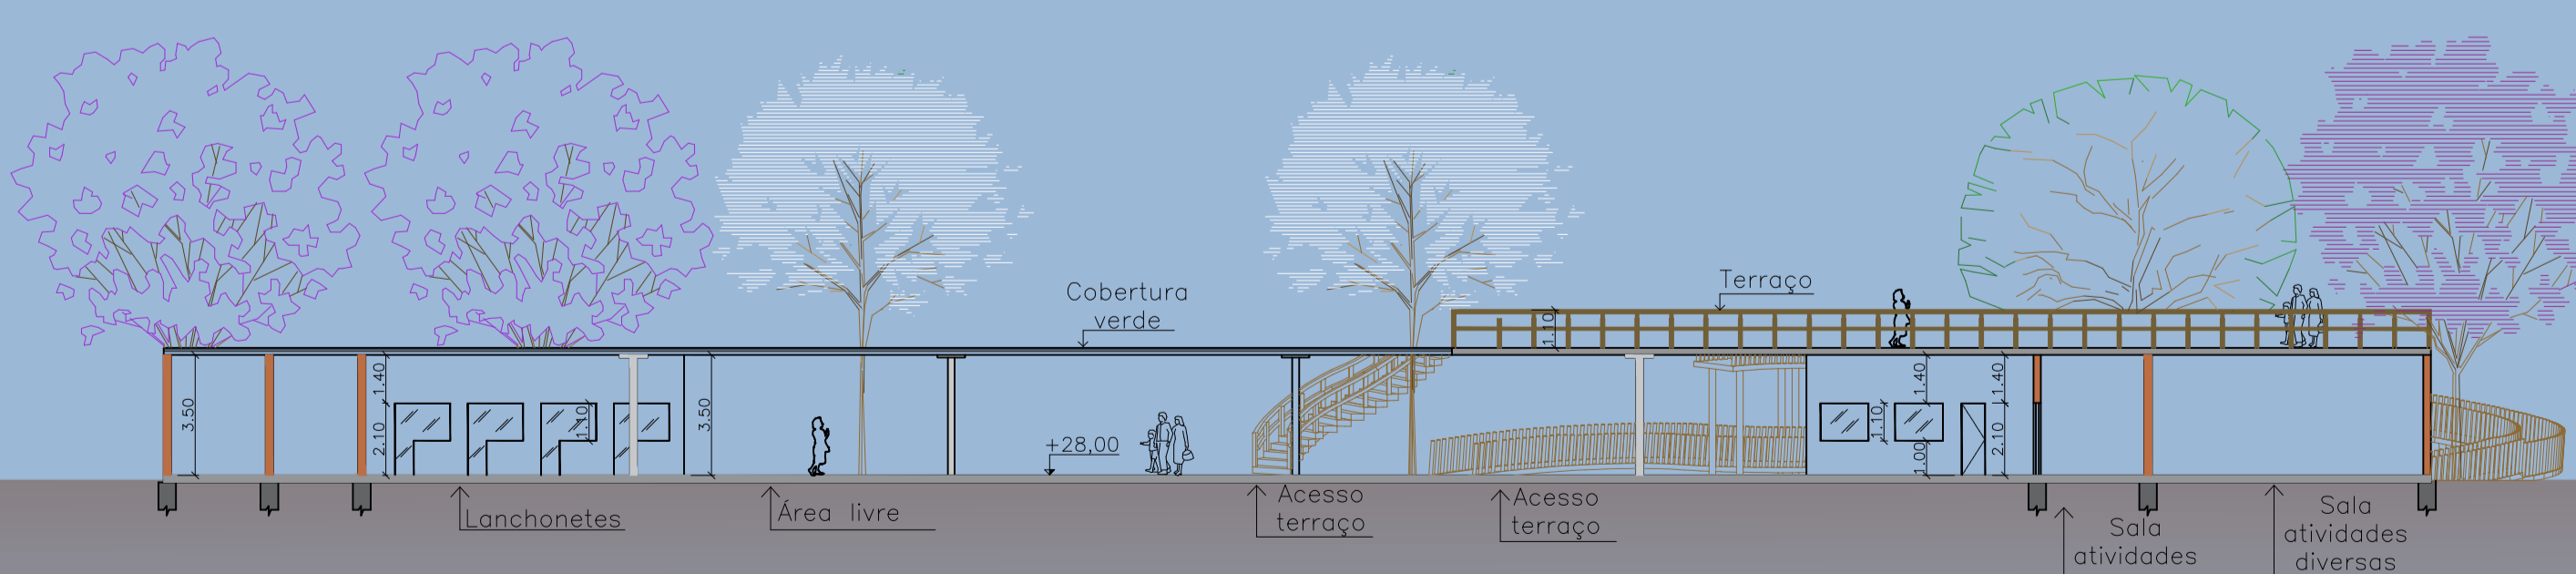 Cobertura
verde
Terraço
1.10
3.50
1.40
2.10
1.10
3.50
+28,00
1.10
1.40
1.00
1.40
2.10
Lanchonetes
Área livre
Acesso
terraço
Acesso
terraço
Sala
atividades
Sala
atividades
diversas